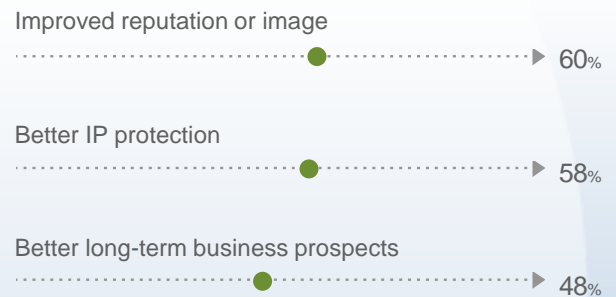 Improved reputation or image
60%
Better IP protection
58%
Better long-term business prospects
48%